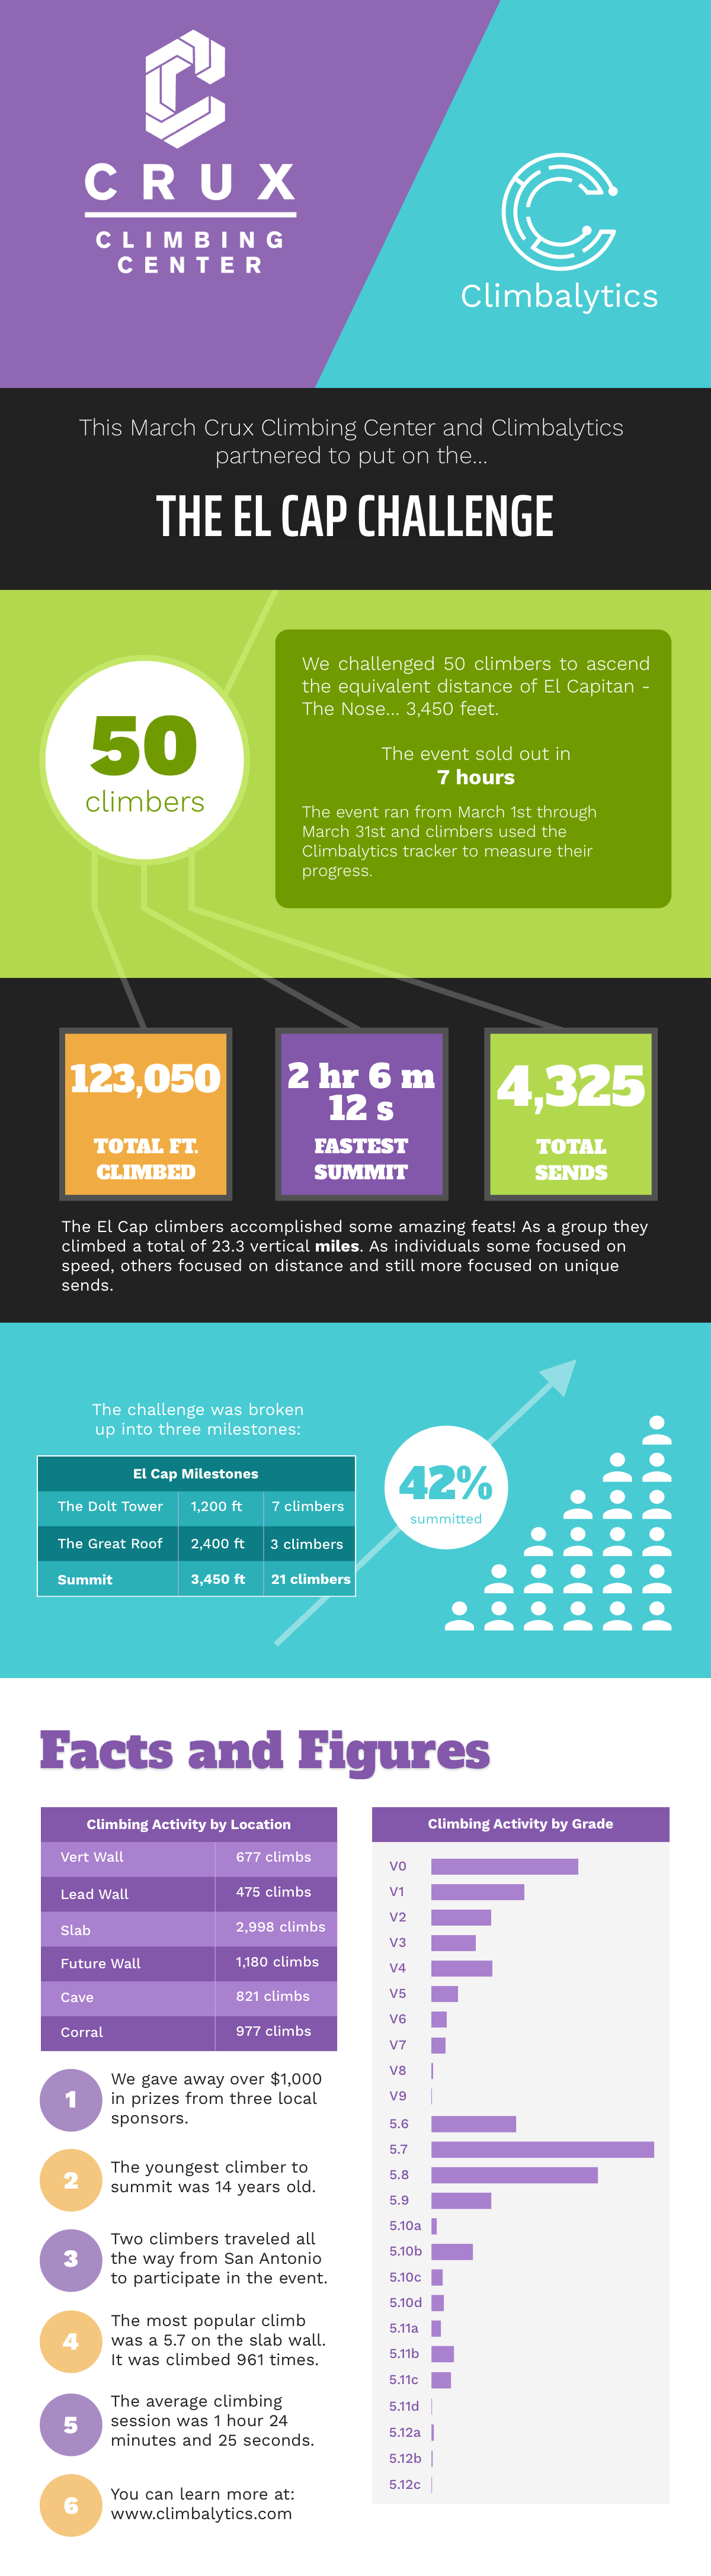 CRUX
CLIMBING
CENTER
Climbalytics
This March Crux Climbing Center and Climbalytics
partnered to put on the...
THE EL CAP CHALLENGE
50
climbers
We challenged 50 climbers to ascend
the equivalent distance of El Capitan -
The Nose... 3,450 feet.
The event sold out in
7 hours
The event ran from March 1st through
March 31st and climbers used the
Climbalytics tracker to measure their
progress.
123,050
TOTAL FT.
CLIMBED
2 hr 6 m
12 s
FASTEST
SUMMIT
4,325
TOTAL
SENDS
The El Cap climbers accomplished some amazing feats! As a group they
climbed a total of 23.3 vertical miles. As individuals some focused on
speed, others focused on distance and still more focused on unique
sends.
The challenge was broken
up into three milestones:
El Cap Milestones
The Dolt Tower 1,200 ft 7 climbers
The Great Roof 2,400 ft 3 climbers
Summit 3,450 ft 21 climbers
42%
summitted
Facts and Figures
Climbing Activity by Location
Vert Wall 677 climbs
Lead Wall 475 climbs
Slab 2,998 climbs
Future Wall 1,180 climbs
Cave 821 climbs
Corral 977 climbs
1
We gave away over $1,000
in prizes from three local
sponsors.
2
The youngest climber to
summit was 14 years old.
3
Two climbers traveled all
the way from San Antonio
to participate in the event.
4
The most popular climb
was a 5.7 on the slab wall.
It was climbed 961 times.
5
The average climbing
session was 1 hour 24
minutes and 25 seconds.
6
You can learn more at:
www.climbalytics.com
Climbing Activity by Grade
V0
V1
V2
V3
V4
V5
V6
V7
V8
V9
5.6
5.7
5.8
5.9
5.10a
5.10b
5.10c
5.10d
5.11a
5.11b
5.11c
5.11d
5.12a
5.12b
5.12c